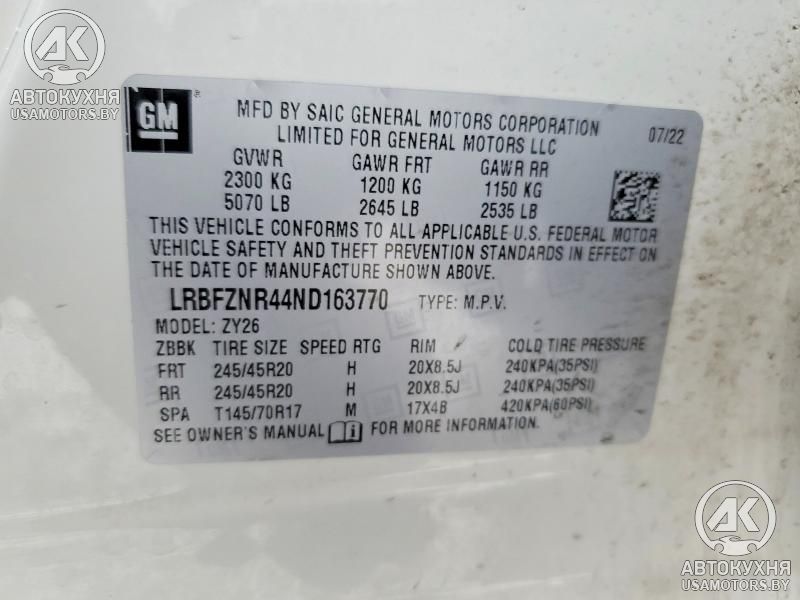 AK
АВТОКУХНЯ
USAMOTORS.BY
GM ®
MFD BY SAIC GENERAL MOTORS CORPORATION
LIMITED FOR GENERAL MOTORS LLC
07/22
GVWR GAWR FRT GAWR RR
2300 KG 1200 KG 1150 KG
5070 LB 2645 LB 2535 LB
THIS VEHICLE CONFORMS TO ALL APPLICABLE U.S. FEDERAL MOTOR
VEHICLE SAFETY AND THEFT PREVENTION STANDARDS IN EFFECT ON
THE DATE OF MANUFACTURE SHOWN ABOVE.
LRBFZNR44ND163770 TYPE: M.P.V.
MODEL: ZY26
ZBBK TIRE SIZE SPEED RTG RIM COLD TIRE PRESSURE
FRT 245/45R20 H 20X8.5J 240KPA(35PSI)
RR 245/45R20 H 20X8.5J 240KPA(35PSI)
SPA T145/70R17 M 17X4B 420KPA(60PSI)
SEE OWNER'S MANUAL i FOR MORE INFORMATION.
AK
АВТОКУХНЯ
USAMOTORS.BY